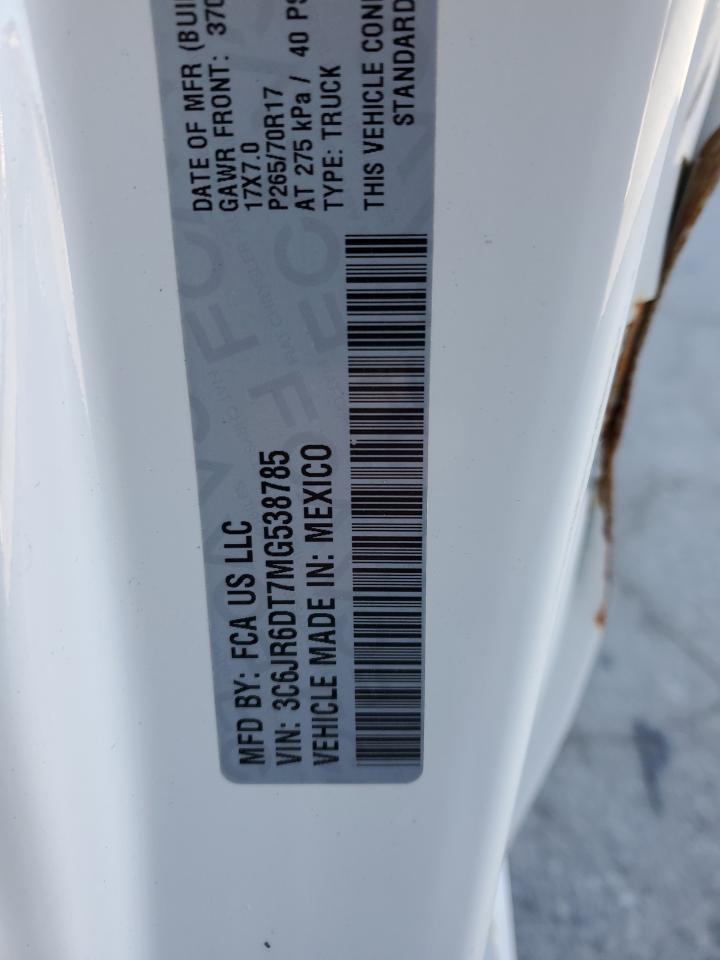 MFD BY: FCA US LLC
VIN: 3C6JR6DT7MG538785
VEHICLE MADE IN: MEXICO
DATE OF MFR (BUI
GAWR FRONT: 370
17X7.0
P265/70R17
AT 275 kPa / 40 PS
TYPE: TRUCK
THIS VEHICLE CON
STANDARD